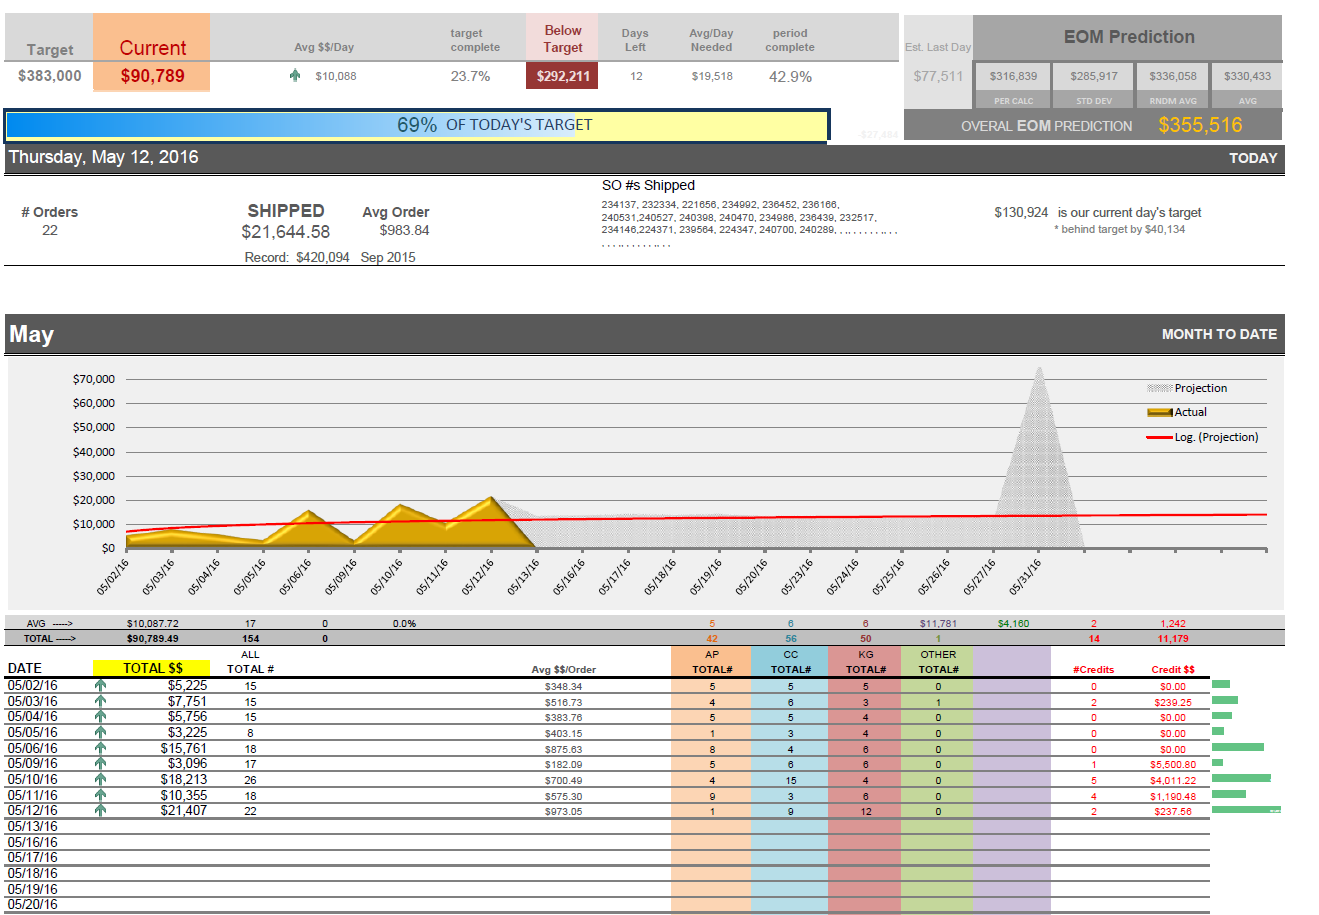 Target Current Avg $$/Day target complete Below Target Days Left Avg/Day Needed period complete Est. Last Day EOM Prediction
$383,000 $90,789 $10,088 23.7% $292,211 12 $19,518 42.9% $77,511 $316,839 $285,917 $336,058 $330,433
PER CALC STD DEV RNDM AVG AVG
69% OF TODAY'S TARGET -$27,484 OVERAL EOM PREDICTION $355,516
Thursday, May 12, 2016 TODAY
SO #s Shipped
# Orders SHIPPED Avg Order 234137, 232334, 221656, 234992, 236452, 236166, $130,924 is our current day's target
22 $21,644.58 $983.84 240531,240527, 240398, 240470, 234986, 236439, 232517, * behind target by $40,134
234146,224371, 239564, 224347, 240700, 240289, , , , , , , , , , ,
, , , , , , , , , , , , ,
Record: $420,094 Sep 2015
May MONTH TO DATE
$70,000
$60,000
$50,000
$40,000
$30,000
$20,000
$10,000
$0
Projection
Actual
Log. (Projection)
05/02/16 05/03/16 05/04/16 05/05/16 05/06/16 05/09/16 05/10/16 05/11/16 05/12/16 05/13/16 05/16/16 05/17/16 05/18/16 05/19/16 05/20/16 05/23/16 05/24/16 05/25/16 05/26/16 05/27/16 05/31/16
AVG -----> $10,087.72 17 0 0.0% 5 6 6 $11,781 $4,160 2 1,242
TOTAL -----> $90,789.49 154 0 42 56 50 1 14 11,179
ALL AP CC KG OTHER
DATE TOTAL $$ TOTAL # Avg $$/Order TOTAL# TOTAL# TOTAL# TOTAL# #Credits Credit $$
05/02/16 $5,225 15 $348.34 5 5 5 0 0 $0.00
05/03/16 $7,751 15 $516.73 4 6 3 1 2 $239.25
05/04/16 $5,756 15 $383.76 5 5 4 0 0 $0.00
05/05/16 $3,225 8 $403.15 1 3 4 0 0 $0.00
05/06/16 $15,761 18 $875.63 8 4 6 0 0 $0.00
05/09/16 $3,096 17 $182.09 5 6 6 0 1 $5,500.80
05/10/16 $18,213 26 $700.49 4 15 4 0 5 $4,011.22
05/11/16 $10,355 18 $575.30 9 3 6 0 4 $1,190.48
05/12/16 $21,407 22 $973.05 1 9 12 0 2 $237.56
05/13/16
05/16/16
05/17/16
05/18/16
05/19/16
05/20/16